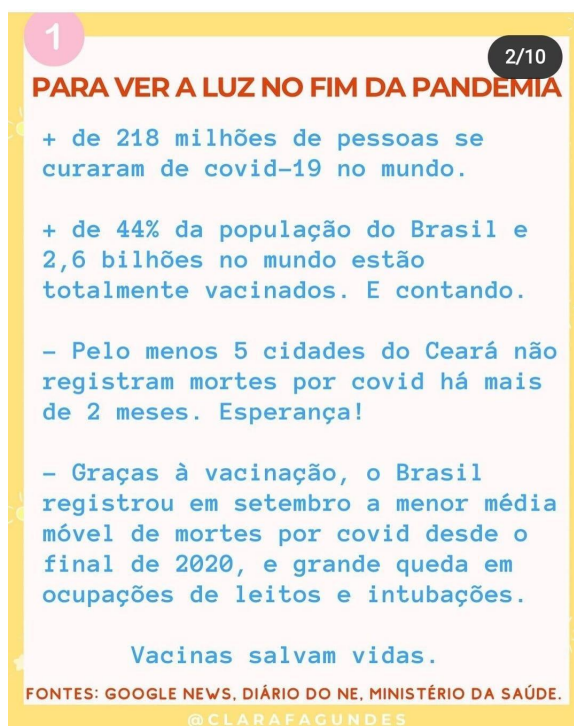 1
2/10
PARA VER A LUZ NO FIM DA PANDEMIA
+ de 218 milhões de pessoas se
curaram de covid-19 no mundo.
+ de 44% da população do Brasil e
2,6 bilhões no mundo estão
totalmente vacinados. E contando.
- Pelo menos 5 cidades do Ceará não
registram mortes por covid há mais
de 2 meses. Esperança!
- Graças à vacinação, o Brasil
registrou em setembro a menor média
móvel de mortes por covid desde o
final de 2020, e grande queda em
ocupações de leitos e intubações.
Vacinas salvam vidas.
FONTES: GOOGLE NEWS, DIÁRIO DO NE, MINISTÉRIO DA SAÚDE.
@CLARAFAGUNDES